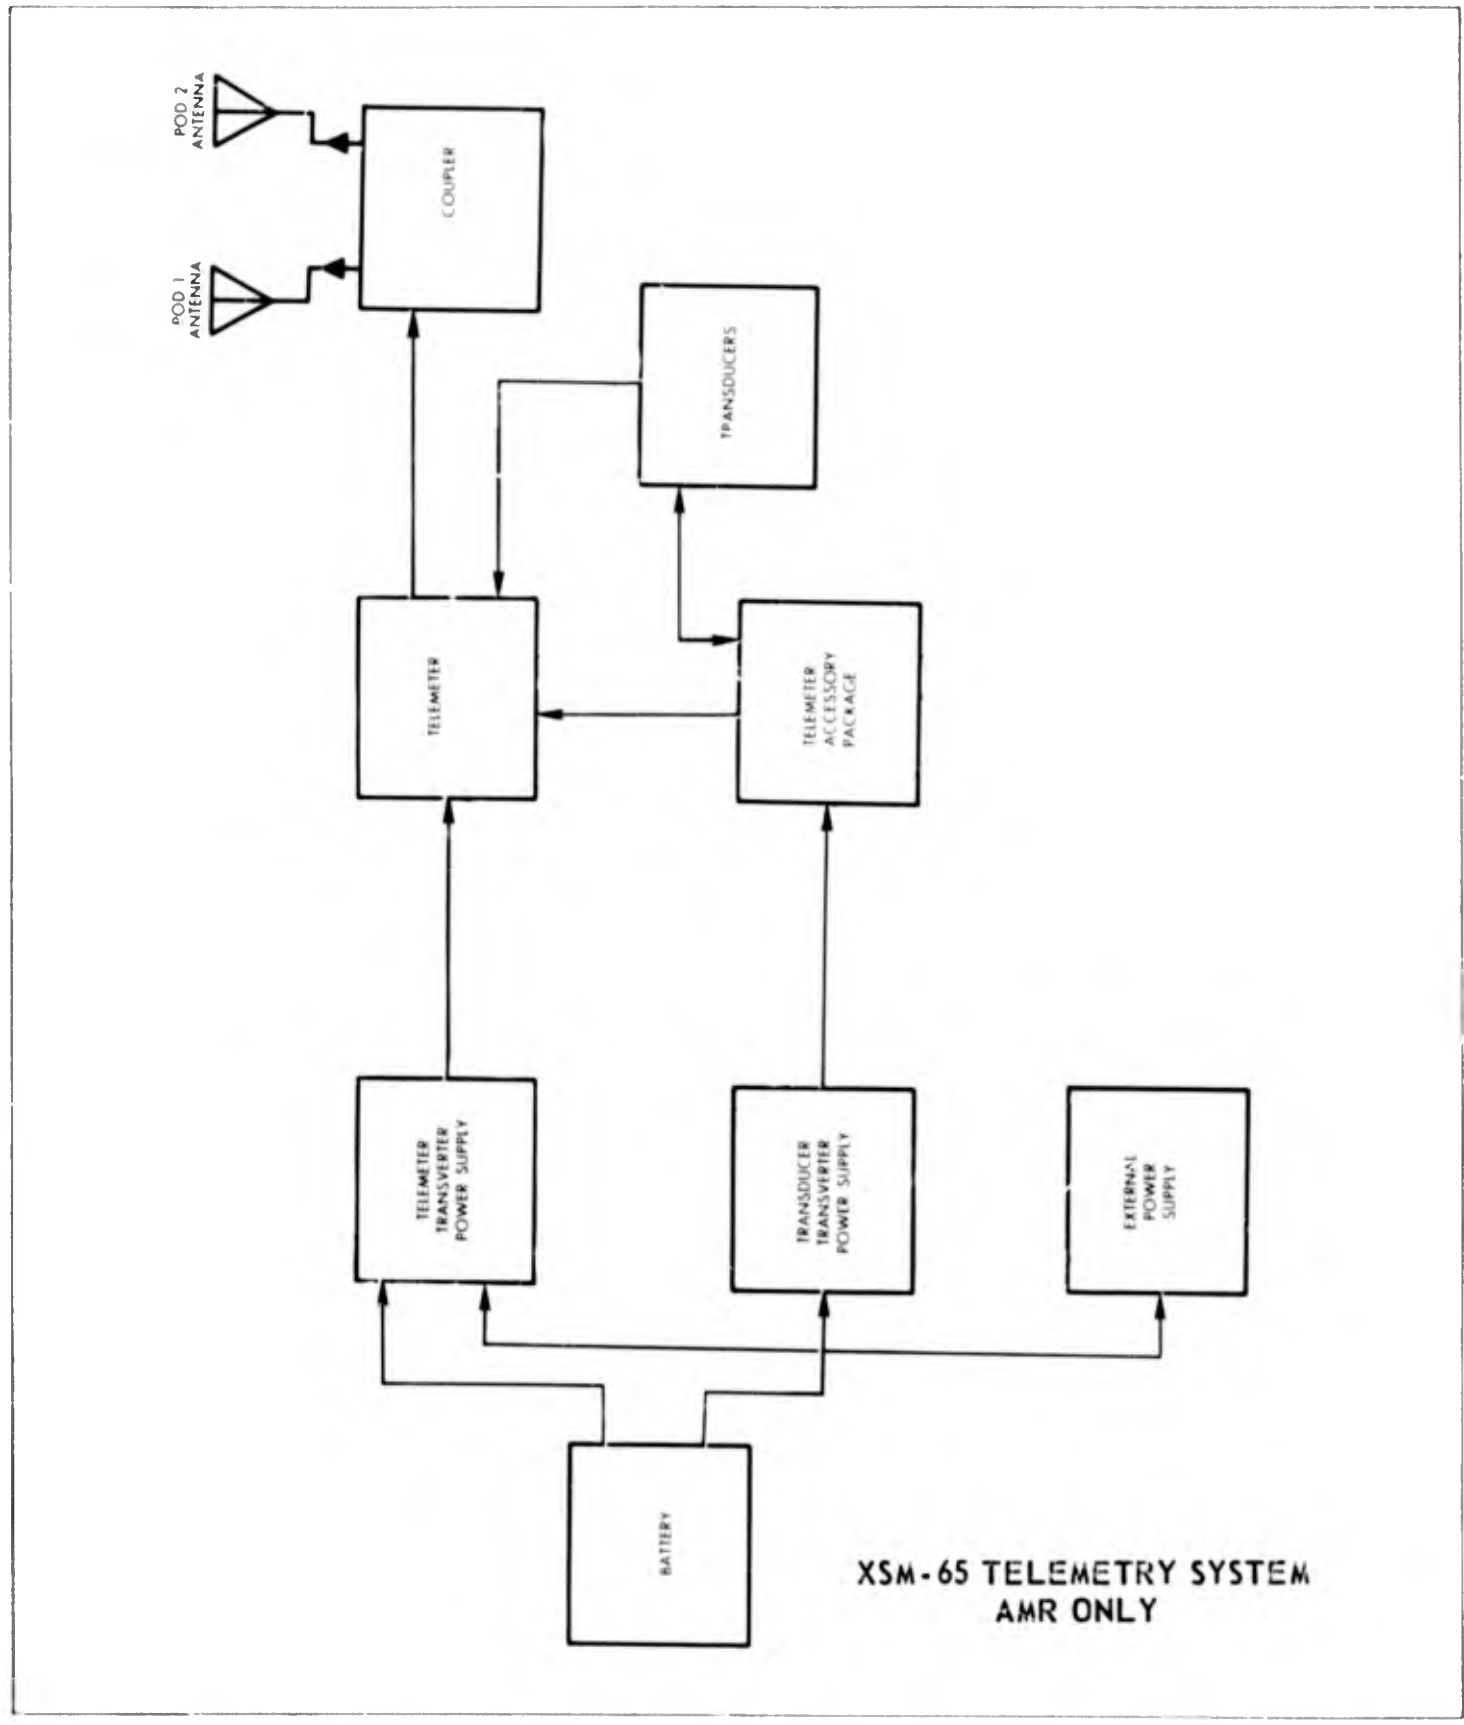 POD 2
ANTENNA
POD 1
ANTENNA
COUPLER
TRANSDUCERS
TELEMETER
TELEMETER
ACCESSORY
PACKAGE
TELEMETER
TRANSVERTER
POWER SUPPLY
TRANSDUCER
TRANSVERTER
POWER SUPPLY
EXTERNAL
POWER
SUPPLY
BATTERY
XSM-65 TELEMETRY SYSTEM
AMR ONLY